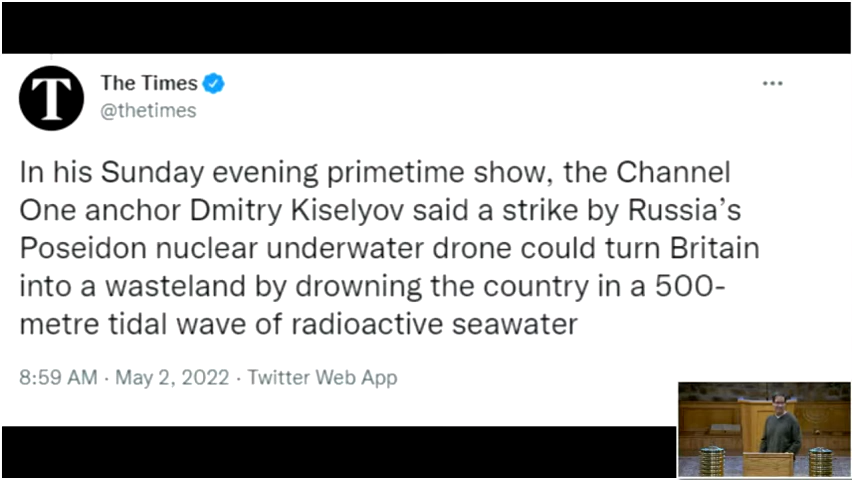 T
The Times
@thetimes
In his Sunday evening primetime show, the Channel
One anchor Dmitry Kiselyov said a strike by Russia's
Poseidon nuclear underwater drone could turn Britain
into a wasteland by drowning the country in a 500-
metre tidal wave of radioactive seawater
8:59 AM · May 2, 2022 · Twitter Web App